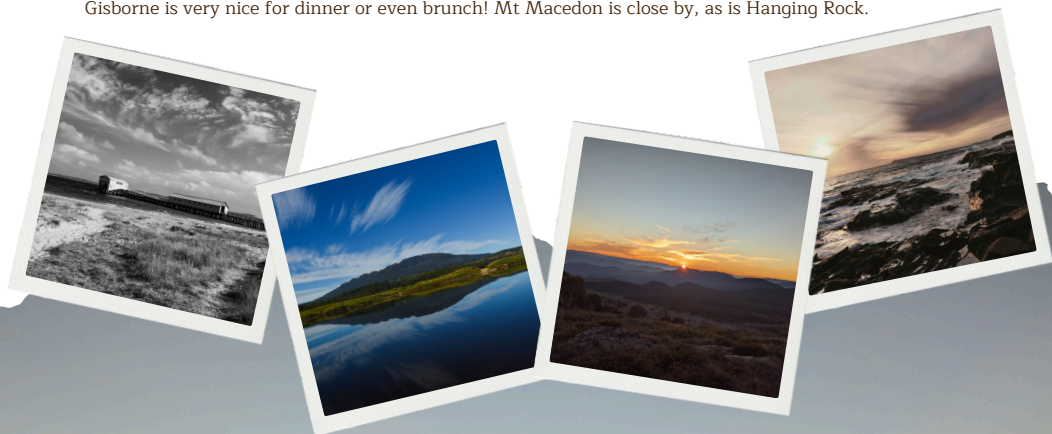 Gisborne is very nice for dinner or even brunch! Mt Macedon is close by, as is Hanging Rock.